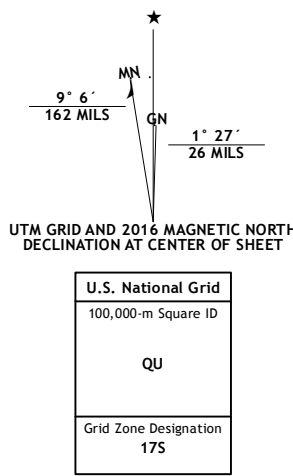 ★
MN
GN
9° 6´
162 MILS
1° 27´
26 MILS
UTM GRID AND 2016 MAGNETIC NORTH
DECLINATION AT CENTER OF SHEET
U.S. National Grid
100,000-m Square ID
QU
Grid Zone Designation
17S